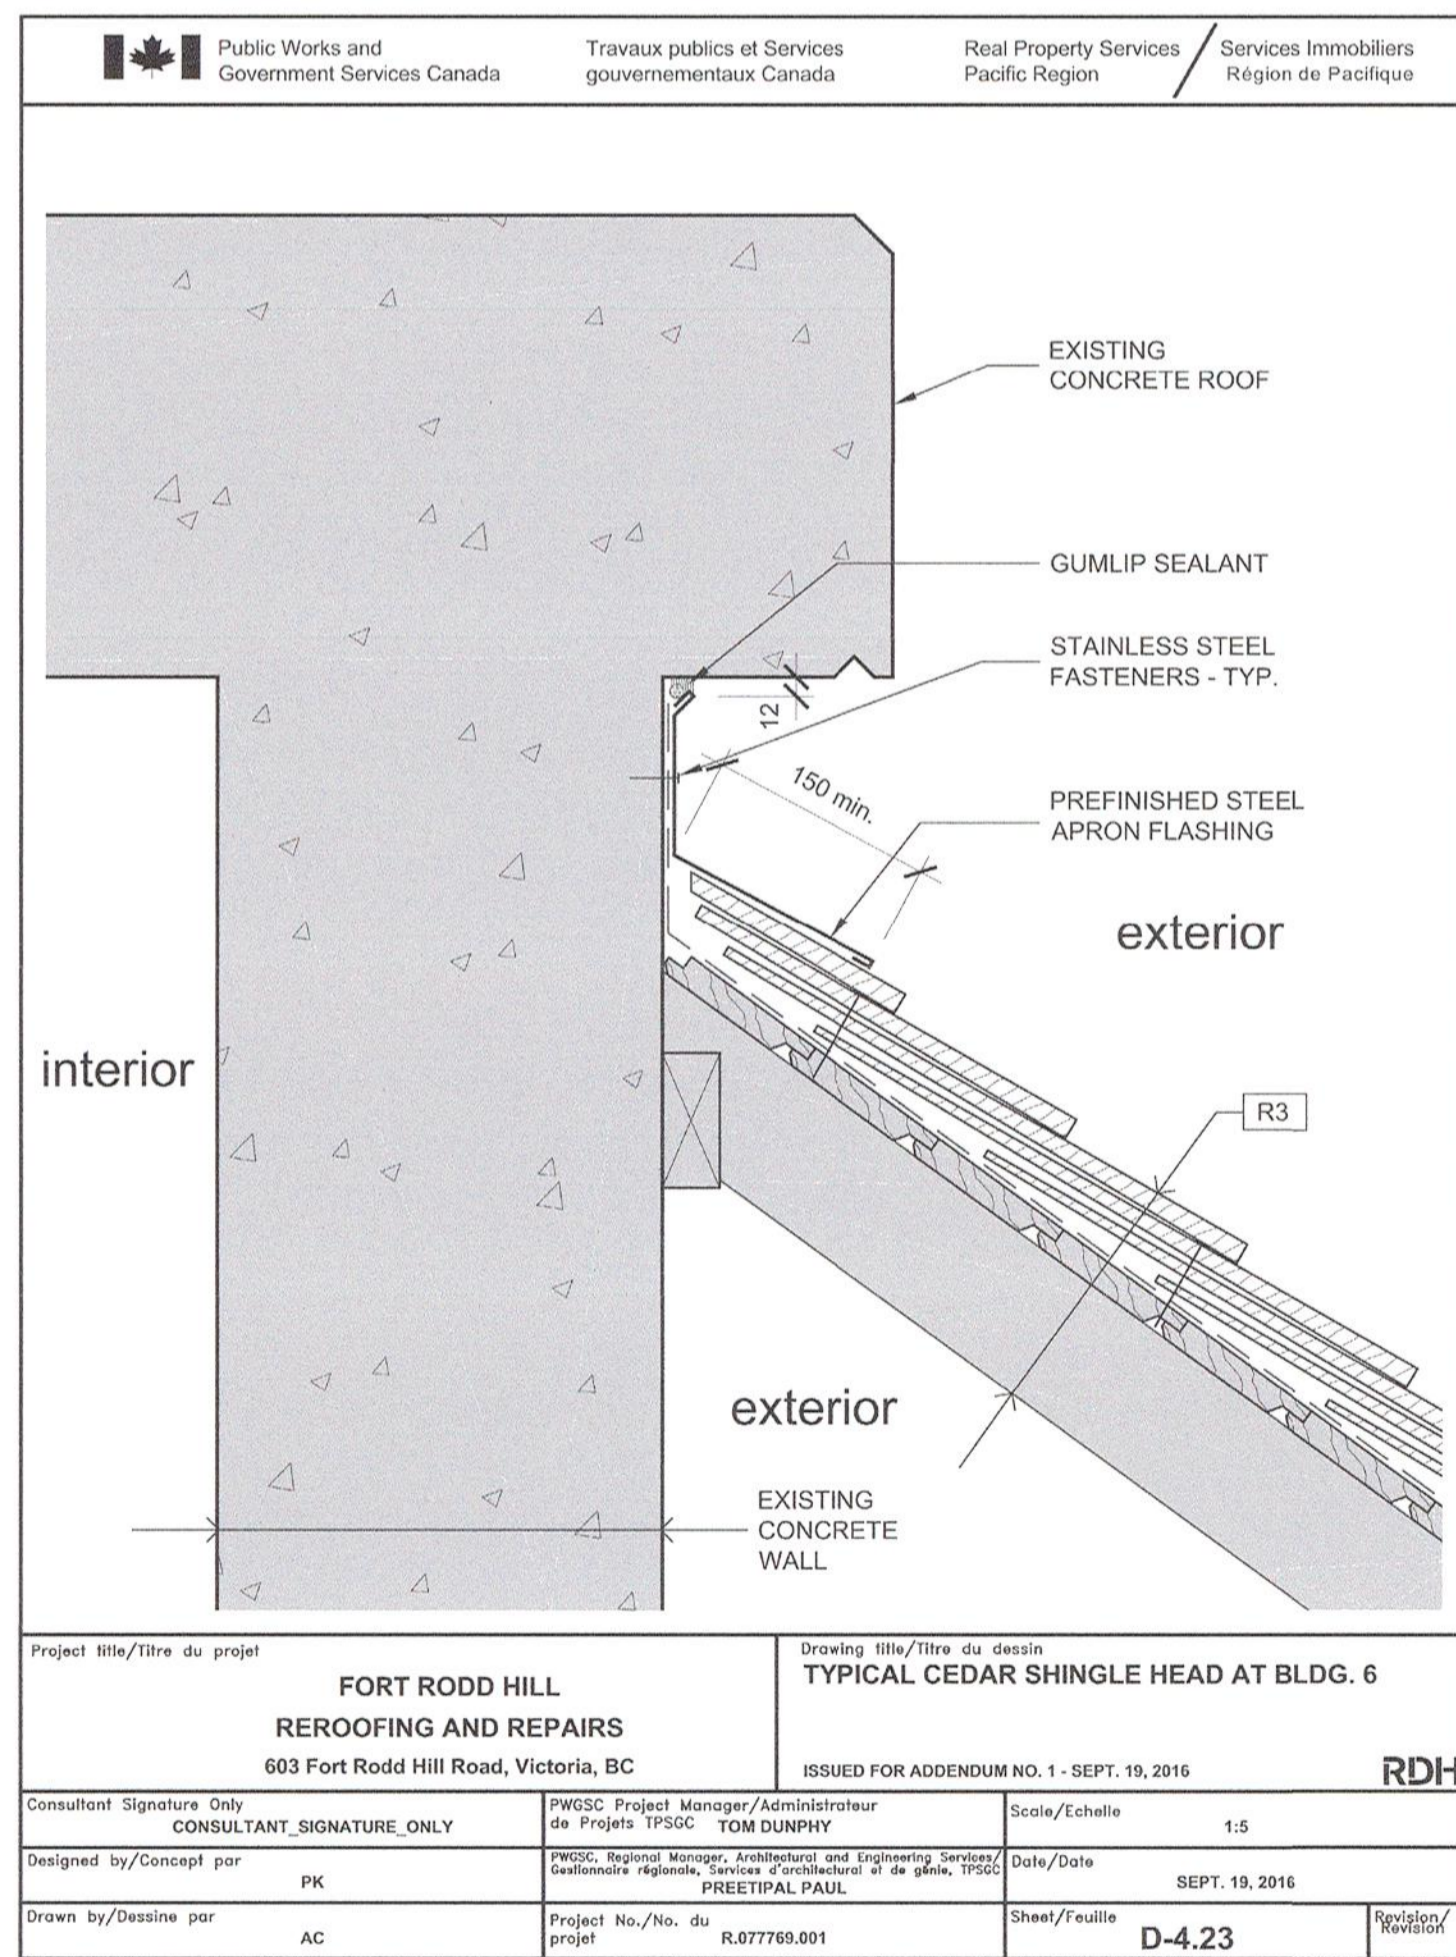 Public Works and
Government Services Canada
Travaux publics et Services
gouvernementaux Canada
Real Property Services
Pacific Region
Services Immobiliers
Région de Pacifique
EXISTING
CONCRETE ROOF
GUMLIP SEALANT
STAINLESS STEEL
FASTENERS - TYP.
12
150 min.
PREFINISHED STEEL
APRON FLASHING
exterior
interior
R3
exterior
EXISTING
CONCRETE
WALL
Project title/Titre du projet
FORT RODD HILL
REROOFING AND REPAIRS
603 Fort Rodd Hill Road, Victoria, BC
Drawing title/Titre du dessin
TYPICAL CEDAR SHINGLE HEAD AT BLDG. 6
ISSUED FOR ADDENDUM NO. 1 - SEPT. 19, 2016
RDH
Consultant Signature Only
CONSULTANT_SIGNATURE_ONLY
PWGSC Project Manager/Administrateur
de Projets TPSGC TOM DUNPHY
Scale/Echelle
1:5
Designed by/Concept par
PK
PWGSC, Regional Manager, Architectural and Engineering Services/
Gestionnaire régionale, Services d'architectural et de génie, TPSGC
PREETIPAL PAUL
Date/Date
SEPT. 19, 2016
Drawn by/Dessine par
AC
Project No./No. du
projet R.077769.001
Sheet/Feuille
D-4.23
Revision/
Revision